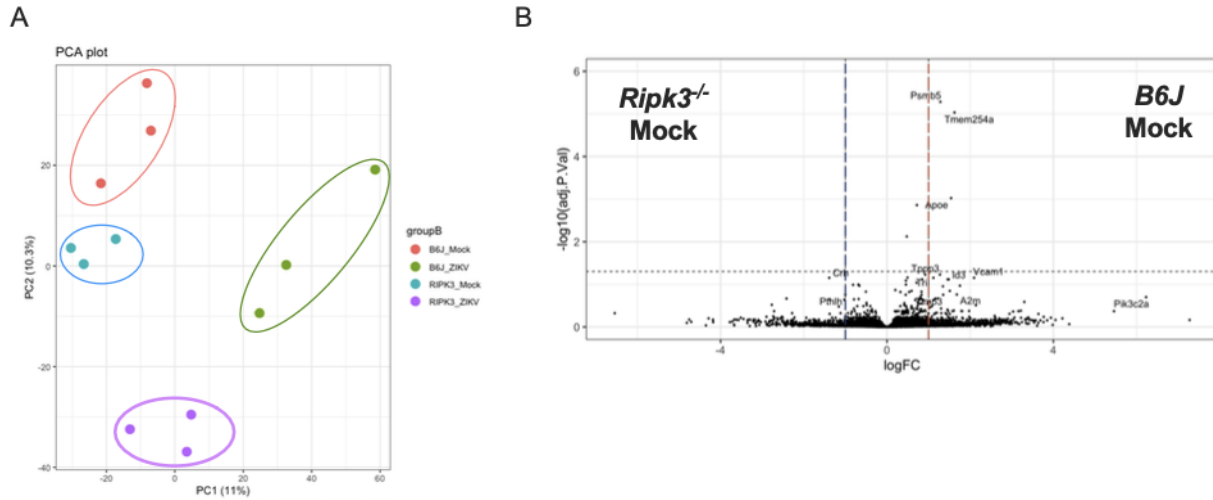 A
B
PCA plot
20
0
-20
-40
PC2 (10.3%)
-20
0
20
40
60
PC1 (11%)
groupB
B6J_Mock
B6J_ZIKV
RIPK3_Mock
RIPK3_ZIKV
Ripk3-/-
Mock
B6J
Mock
6
4
2
0
-log10(adj.P.Val)
Psmb5
Tmem254a
Apoe
Id3
Vcam1
A2m
Pik3c2a
-4
0
4
logFC